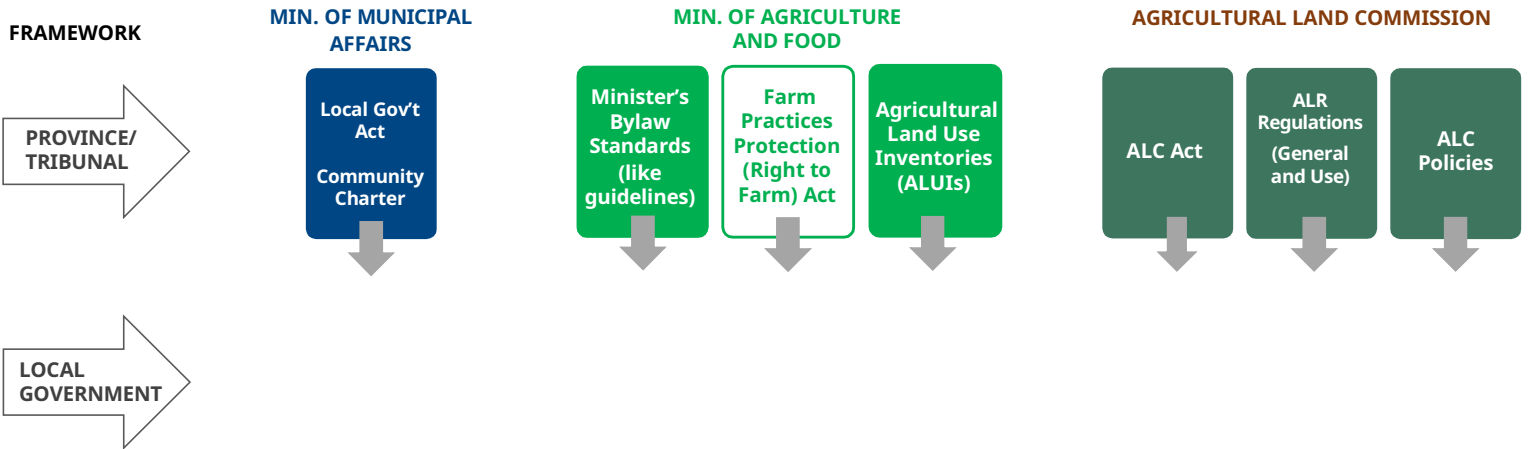 FRAMEWORK
MIN. OF MUNICIPAL
AFFAIRS
MIN. OF AGRICULTURE
AND FOOD
AGRICULTURAL LAND COMMISSION
PROVINCE/
TRIBUNAL
Local Gov’t
Act
Community
Charter
Minister’s
Bylaw
Standards
(like
guidelines)
Farm
Practices
Protection
(Right to
Farm) Act
Agricultural
Land Use
Inventories
(ALUIs)
ALC Act
ALR
Regulations
(General
and Use)
ALC
Policies
LOCAL
GOVERNMENT